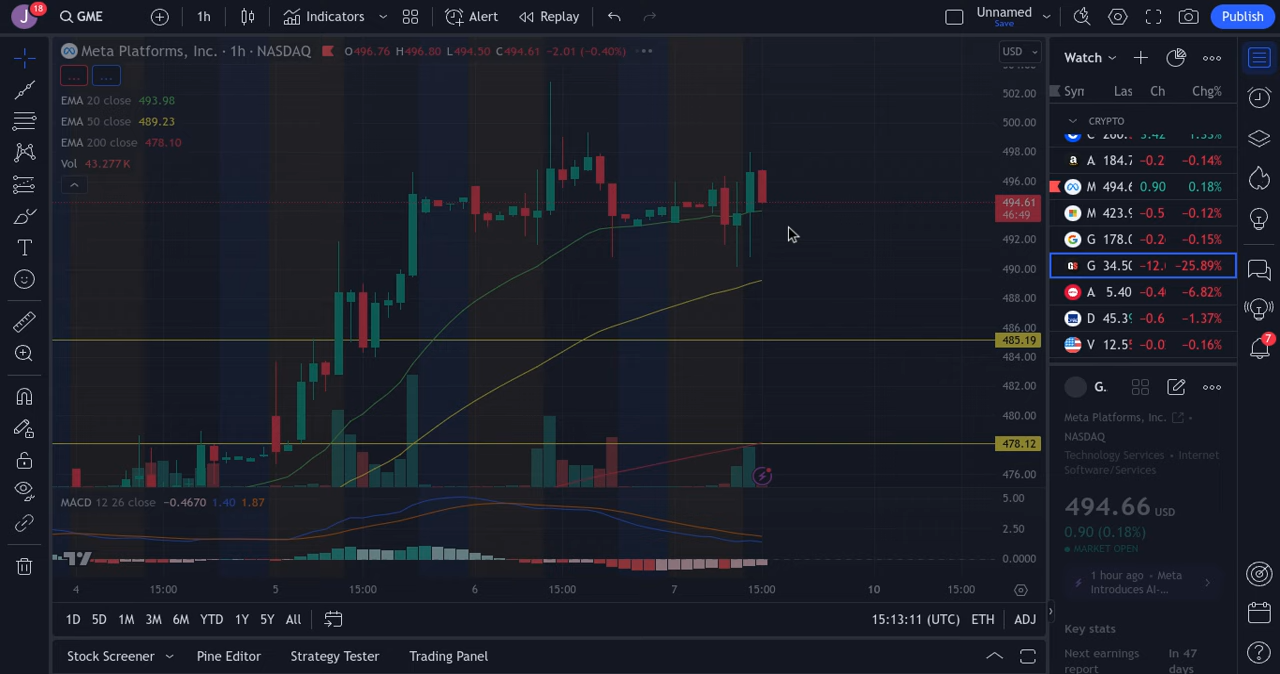 J 18 GME 1h Indicators Alert Replay Unnamed Save Publish
Meta Platforms, Inc. · 1h · NASDAQ O496.76 H496.80 L494.50 C494.61 -2.01 (-0.40%)
USD
EMA 20 close 493.98
EMA 50 close 489.23
EMA 200 close 478.10
Vol 43.277K
502.00
500.00
498.00
496.00
494.61
46:49
492.00
490.00
488.00
486.00
485.19
484.00
482.00
480.00
478.12
476.00
MACD 12 26 close −0.4670 1.40 1.87
5.00
2.50
0.0000
4 15:00 5 15:00 6 15:00 7 15:00 10 15:00
1D 5D 1M 3M 6M YTD 1Y 5Y All 15:13:11 (UTC) ETH ADJ
Stock Screener Pine Editor Strategy Tester Trading Panel
Watch
Las Ch Chg%
CRYPTO
A 184.7 −0.2 −0.14%
M 494.6 0.90 0.18%
M 423.9 −0.5 −0.12%
G 178.0 −0.2 −0.15%
G 34.50 −12. −25.89%
A 5.40 −0.4 −6.82%
D 45.39 −0.6 −1.37%
V 12.55 −0.0 −0.16%
G.
Meta Platforms, Inc.
NASDAQ
Technology Services • Internet
Software/Services
494.66 USD
0.90 (0.18%)
MARKET OPEN
1 hour ago • Meta
Introduces AI-...
Key stats
Next earnings In 47
report days
7